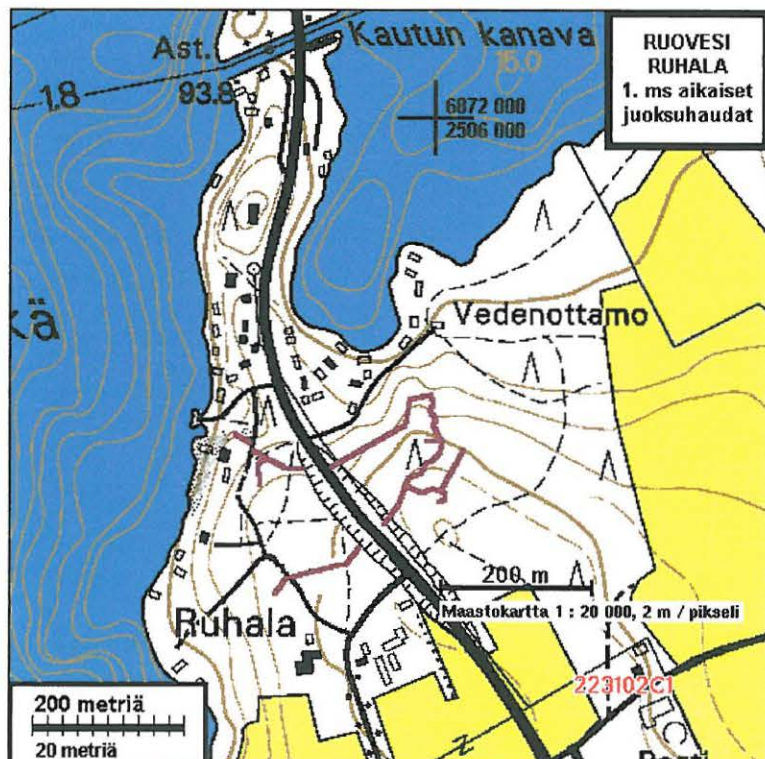 Ast.
Kautun kanava
15.0
1.8
93.8
6872 000
2506 000
RUOVESI
RUHALA
1. ms aikaiset
juoksuhaudat
kä
Vedenottamo
200 m
Maastokartta 1 : 20 000, 2 m / pikseli
Ruhala
223102C1
200 metriä
20 metriä